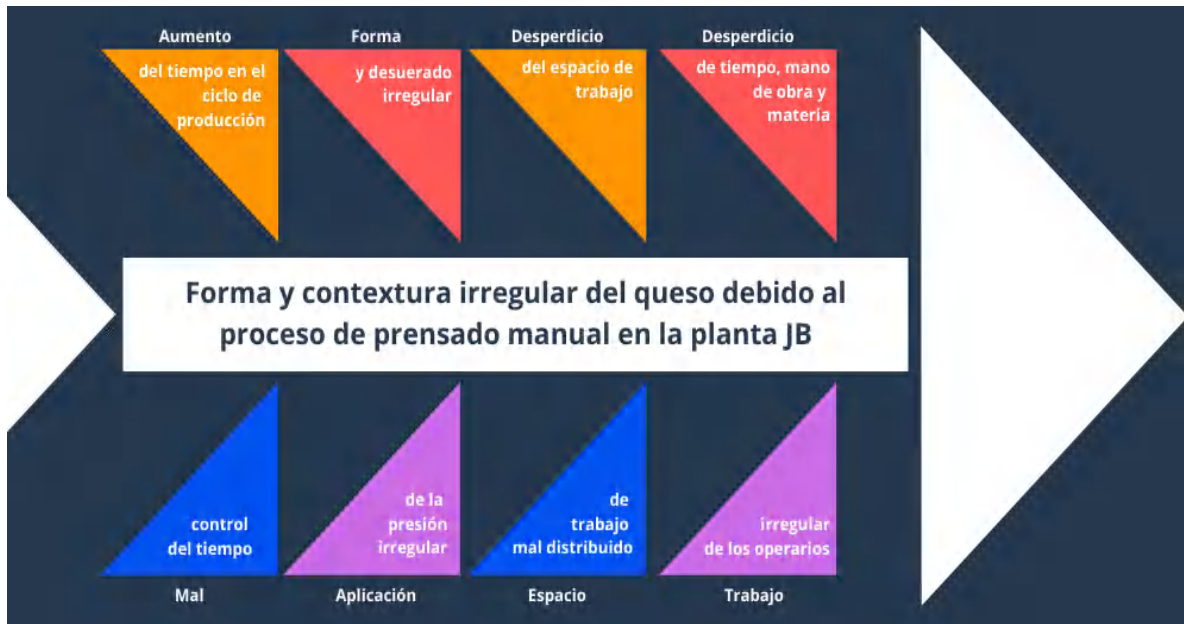 Aumento
del tiempo en el
ciclo de
producción
Forma
y desuerado
irregular
Desperdicio
del espacio de
trabajo
Desperdicio
de tiempo, mano
de obra y
materia
Forma y contextura irregular del queso debido al
proceso de prensado manual en la planta JB
control
del tiempo
Mal
de la
presión
irregular
Aplicación
de
trabajo
mal distribuido
Espacio
irregular
de los operarios
Trabajo